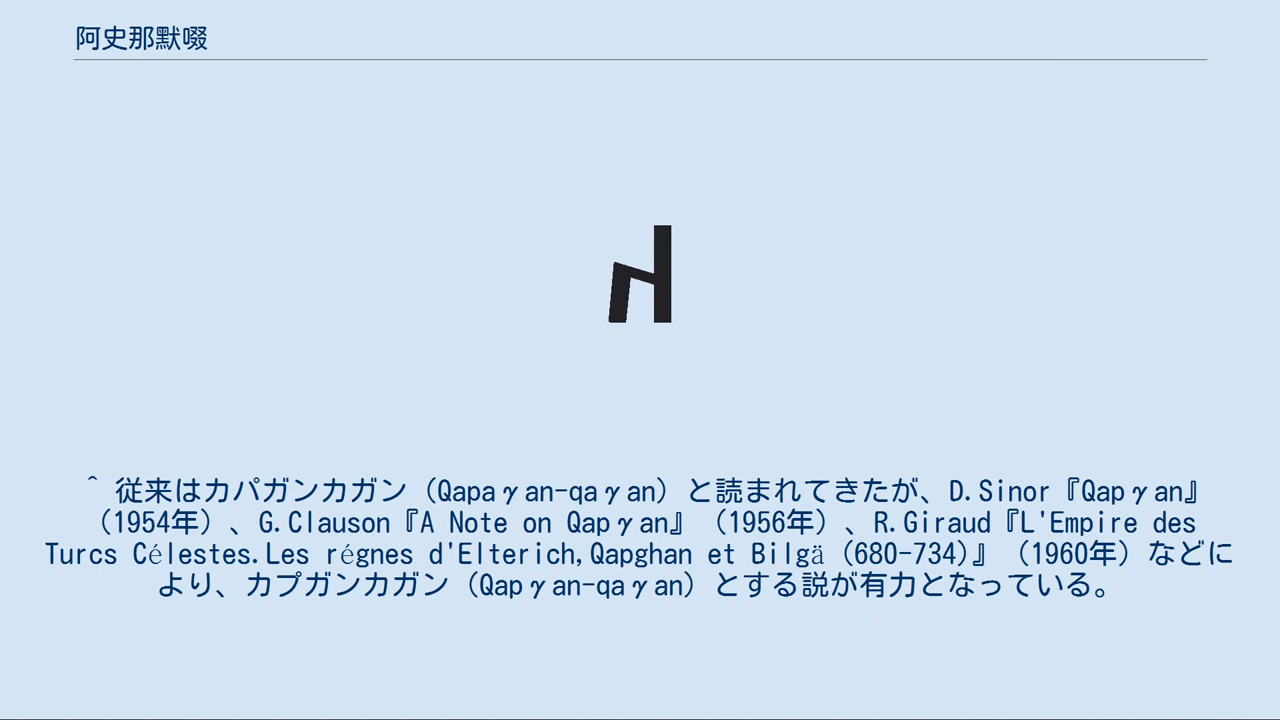 阿史那默啜
^ 従来はカパガンカガン（Qapaγan-qaγan）と読まれてきたが、D.Sinor『Qapγan』
（1954年）、G.Clauson『A Note on Qapγan』（1956年）、R.Giraud『L'Empire des
Turcs Célestes.Les régnes d'Elterich,Qapghan et Bilgä（680-734)』（1960年）などに
より、カプガンカガン（Qapγan-qaγan）とする説が有力となっている。